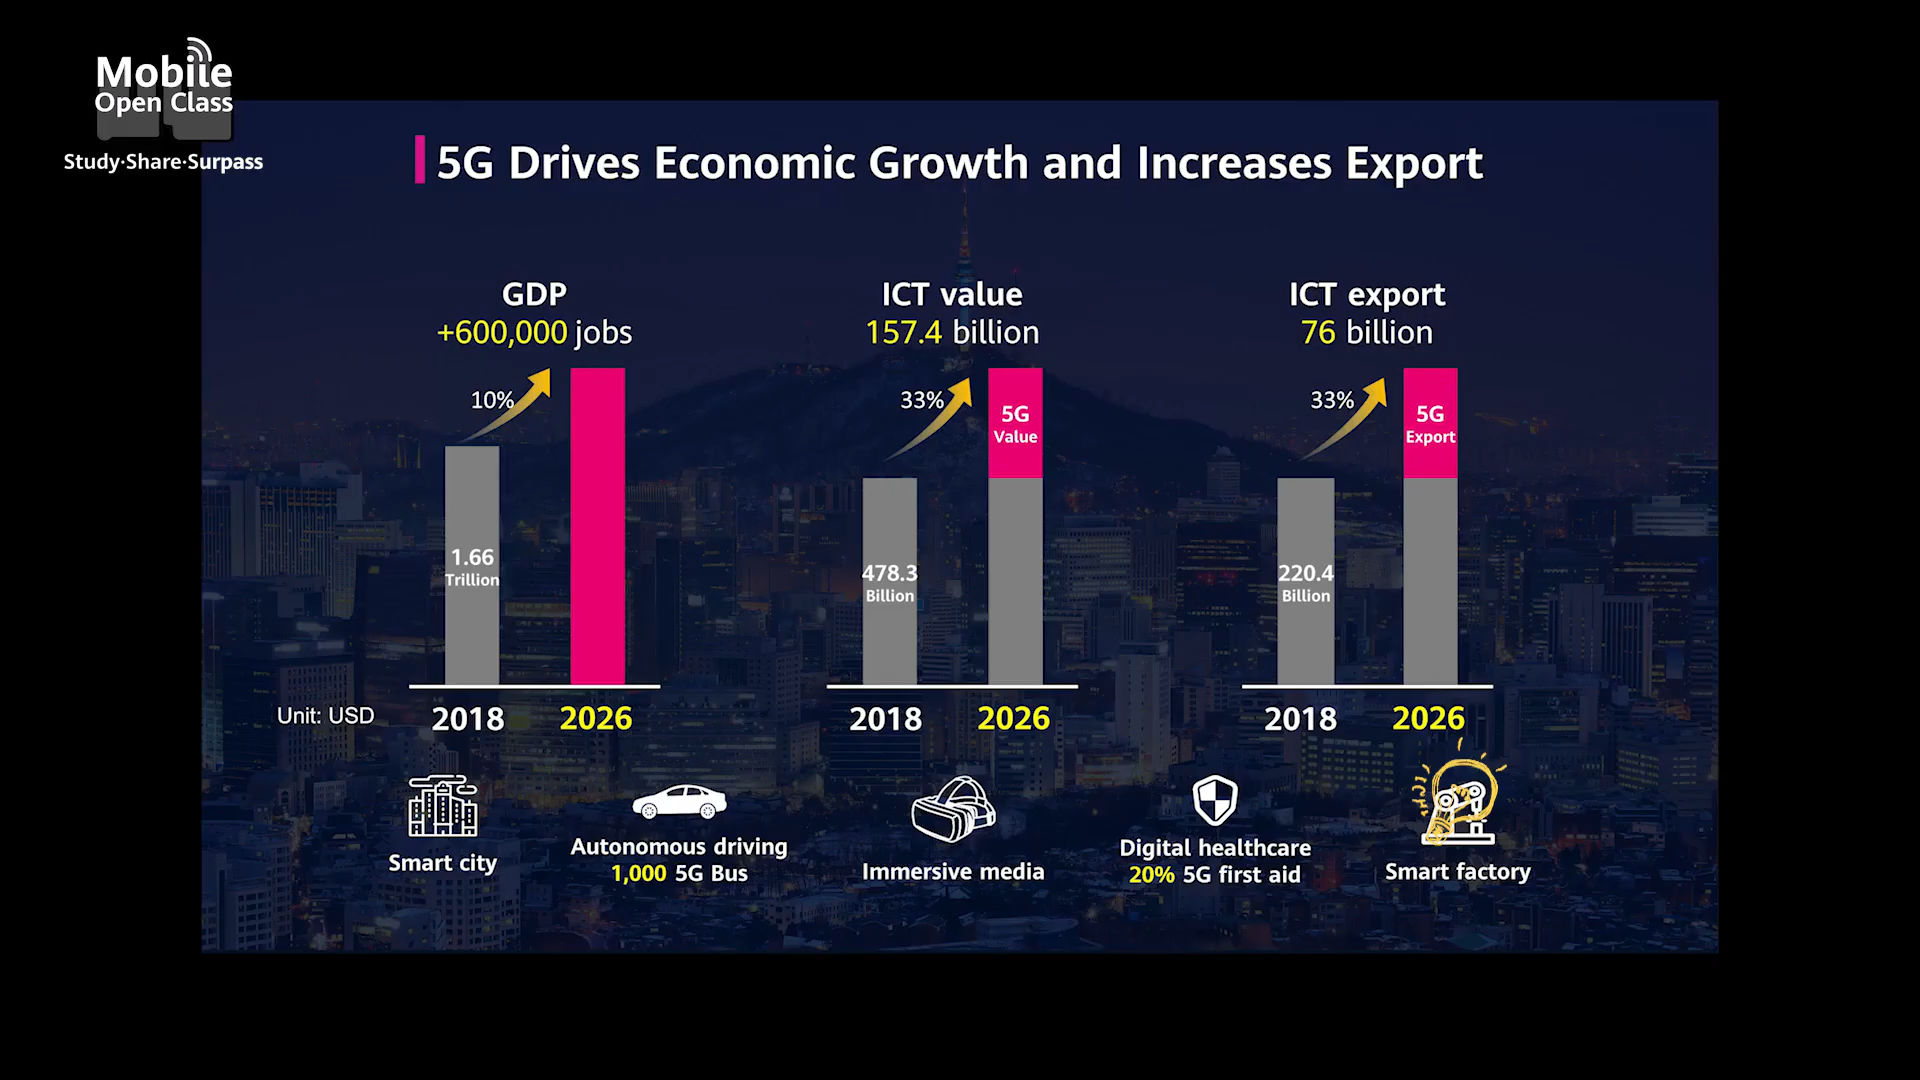 Mobile
Open Class
Study·Share·Surpass
5G Drives Economic Growth and Increases Export
GDP
+600,000 jobs
10%
1.66
Trillion
Unit: USD
2018
2026
ICT value
157.4 billion
33%
5G
Value
478.3
Billion
2018
2026
ICT export
76 billion
33%
5G
Export
220.4
Billion
2018
2026
Smart city
Autonomous driving
1,000 5G Bus
Immersive media
Digital healthcare
20% 5G first aid
Smart factory